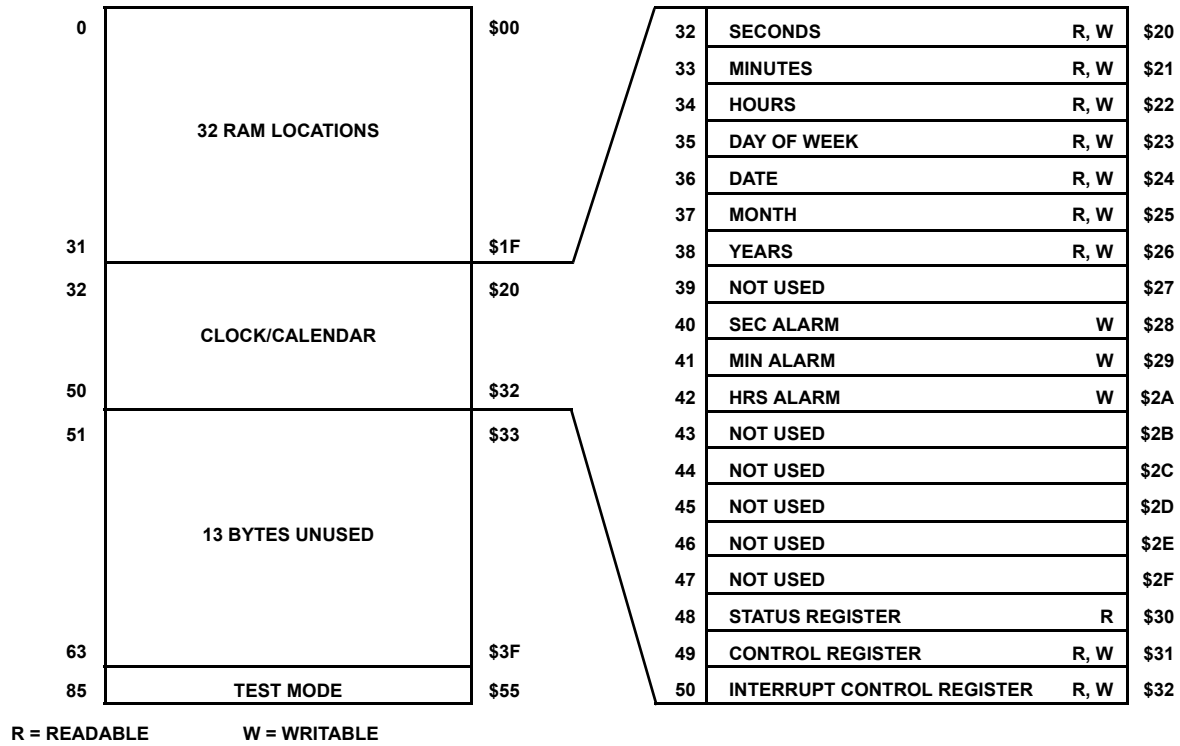 0 $00
32 RAM LOCATIONS
31 $1F
32 $20
CLOCK/CALENDAR
50 $32
51 $33
13 BYTES UNUSED
63 $3F
85 TEST MODE $55
32 SECONDS R, W $20
33 MINUTES R, W $21
34 HOURS R, W $22
35 DAY OF WEEK R, W $23
36 DATE R, W $24
37 MONTH R, W $25
38 YEARS R, W $26
39 NOT USED $27
40 SEC ALARM W $28
41 MIN ALARM W $29
42 HRS ALARM W $2A
43 NOT USED $2B
44 NOT USED $2C
45 NOT USED $2D
46 NOT USED $2E
47 NOT USED $2F
48 STATUS REGISTER R $30
49 CONTROL REGISTER R, W $31
50 INTERRUPT CONTROL REGISTER R, W $32
R = READABLE W = WRITABLE